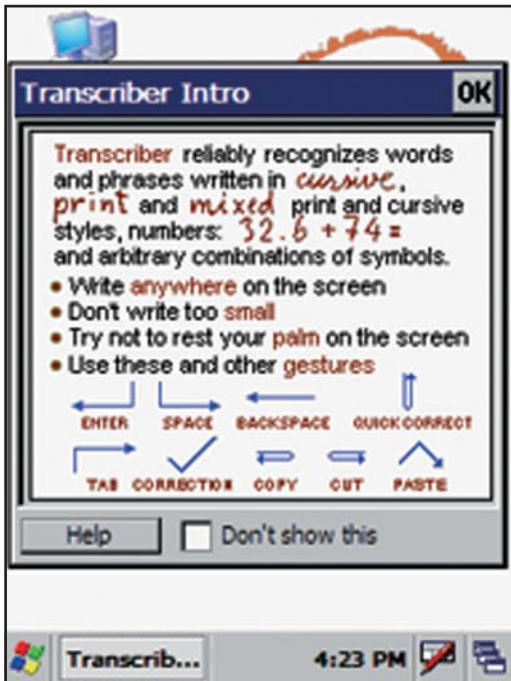 Transcriber Intro OK
Transcriber reliably recognizes words
and phrases written in cursive,
print and mixed print and cursive
styles, numbers: 32.6 + 74 =
and arbitrary combinations of symbols.
• Write anywhere on the screen
• Don't write too small
• Try not to rest your palm on the screen
• Use these and other gestures
ENTER SPACE BACKSPACE QUICK CORRECT
TAB CORRECTION COPY CUT PASTE
Help Don't show this
Transcrib... 4:23 PM